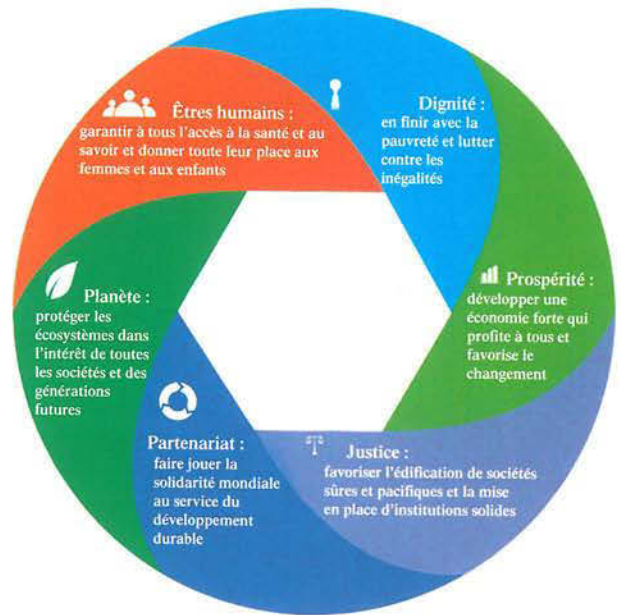 Dignité :
en finir avec la
pauvreté et lutter
contre les
inégalités
Prospérité :
développer une
économie forte qui
profite à tous et
favorise le
changement
Justice :
favoriser l'édification de sociétés
sûres et pacifiques et la mise
en place d'institutions solides
Partenariat :
faire jouer la
solidarité mondiale
au service du
développement
durable
Planète :
protéger les
écosystèmes dans
l'intérêt de toutes
les sociétés et des
générations
futures
Êtres humains :
garantir à tous l'accès à la santé et au
savoir et donner toute leur place aux
femmes et aux enfants